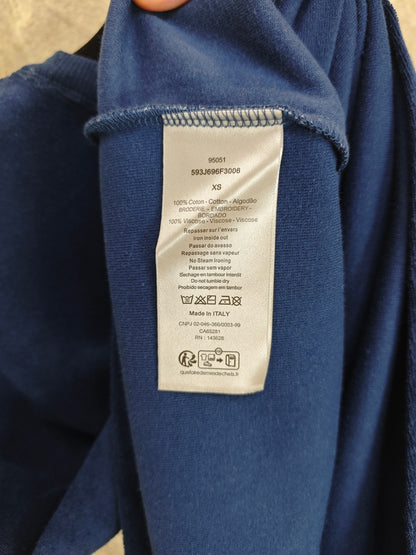 95051
593J696F3006
XS
100% Coton - Cotton - Algodão
BRODERIE - EMBROIDERY -
BORDADO
100% Viscose - Viscose - Viscose
Repasser sur l'envers
Iron inside out
Passar do avesso
Repassage sans vapeur
No Steam Ironing
Passar sem vapor
Sechage en tambour interdit
Do not tumble dry
Proibido secagem em tambor
Made In ITALY
CNPJ 02-046-366/0003-99
CA65281
RN : 143628
quefairedemesdechets.fr